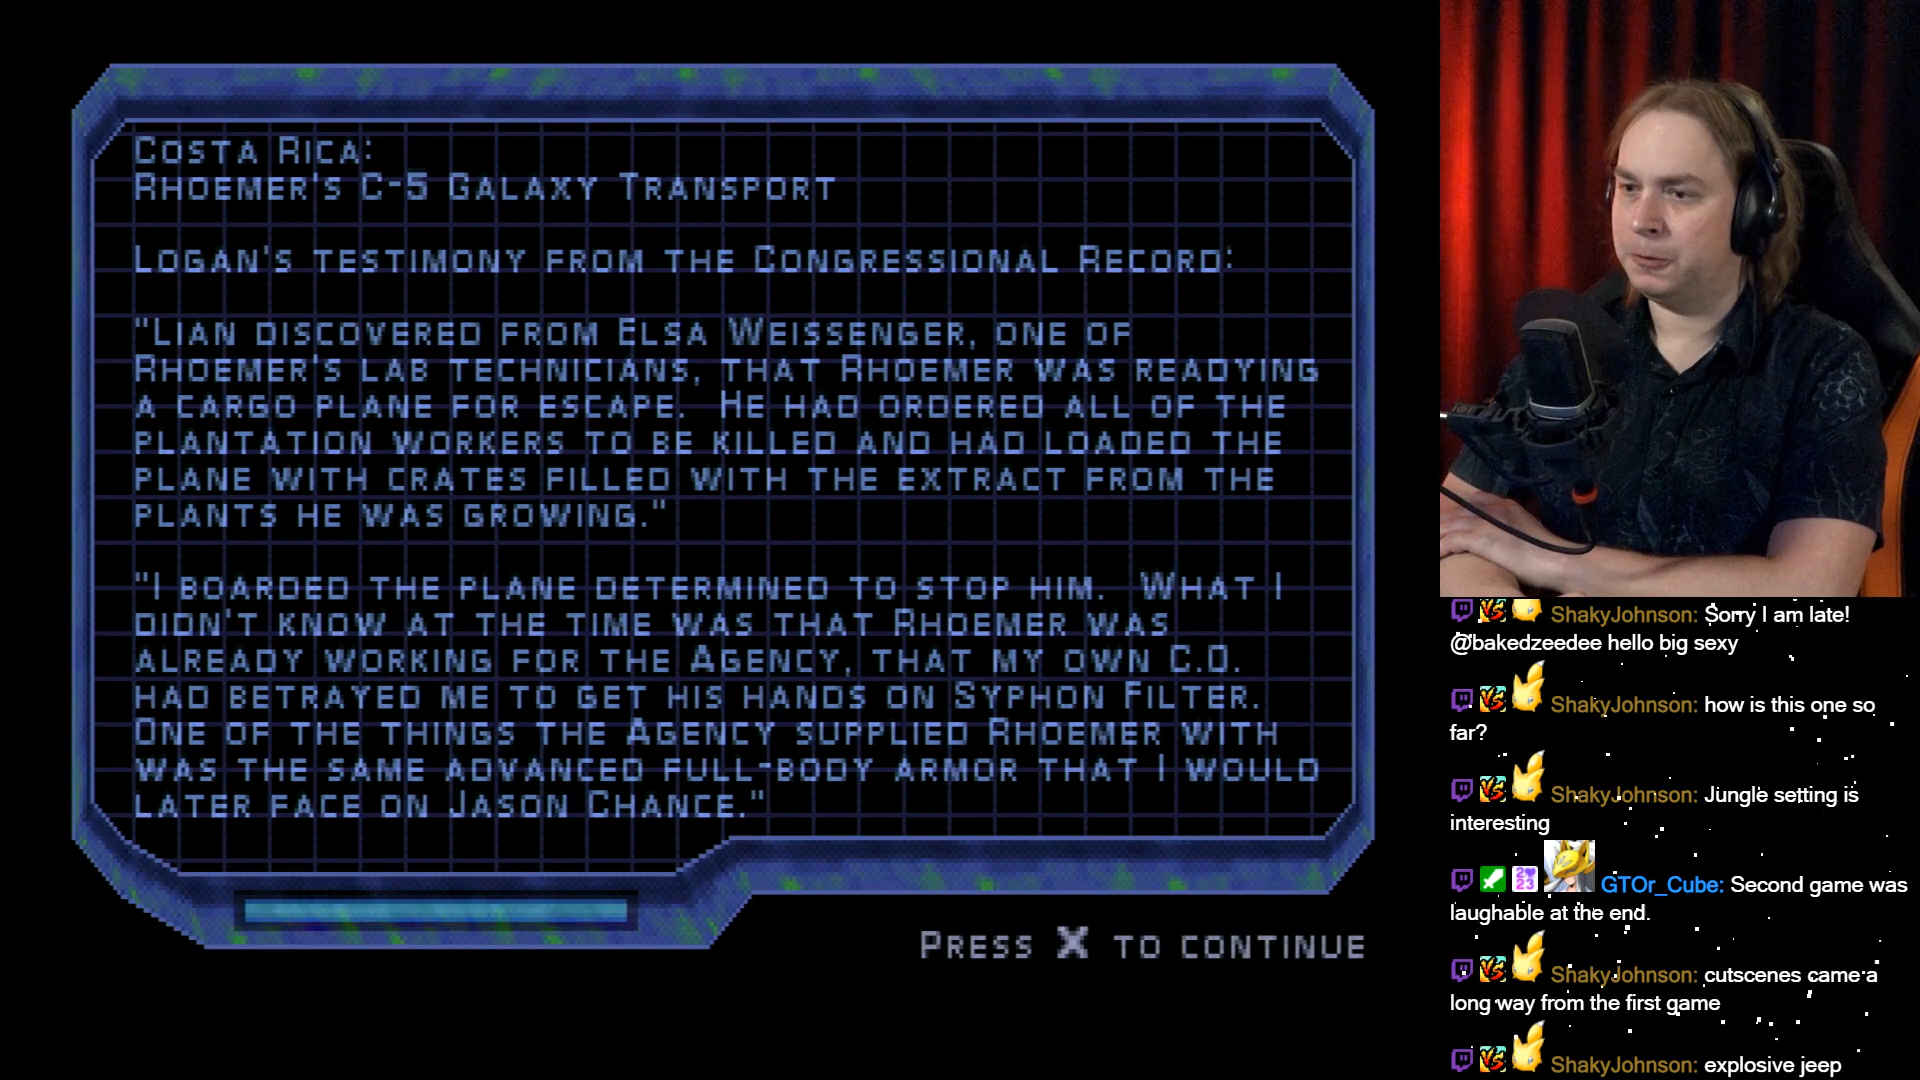 Costa Rica:
Rhoemer's C-5 Galaxy Transport
Logan's testimony from the Congressional Record:
"Lian discovered from Elsa Weissenger, one of
Rhoemer's lab technicians, that Rhoemer was readying
a cargo plane for escape. He had ordered all of the
plantation workers to be killed and had loaded the
plane with crates filled with the extract from the
plants he was growing."
"I boarded the plane determined to stop him. What I
didn't know at the time was that Rhoemer was
already working for the Agency, that my own C.O.
had betrayed me to get his hands on Syphon Filter.
One of the things the Agency supplied Rhoemer with
was the same advanced full-body armor that I would
later face on Jason Chance."
Press X to continue
ShakyJohnson: Sorry I am late!
@bakedzeedee hello big sexy
ShakyJohnson: how is this one so
far?
ShakyJohnson: Jungle setting is
interesting
GTOr_Cube: Second game was
laughable at the end.
ShakyJohnson: cutscenes came a
long way from the first game
ShakyJohnson: explosive jeep